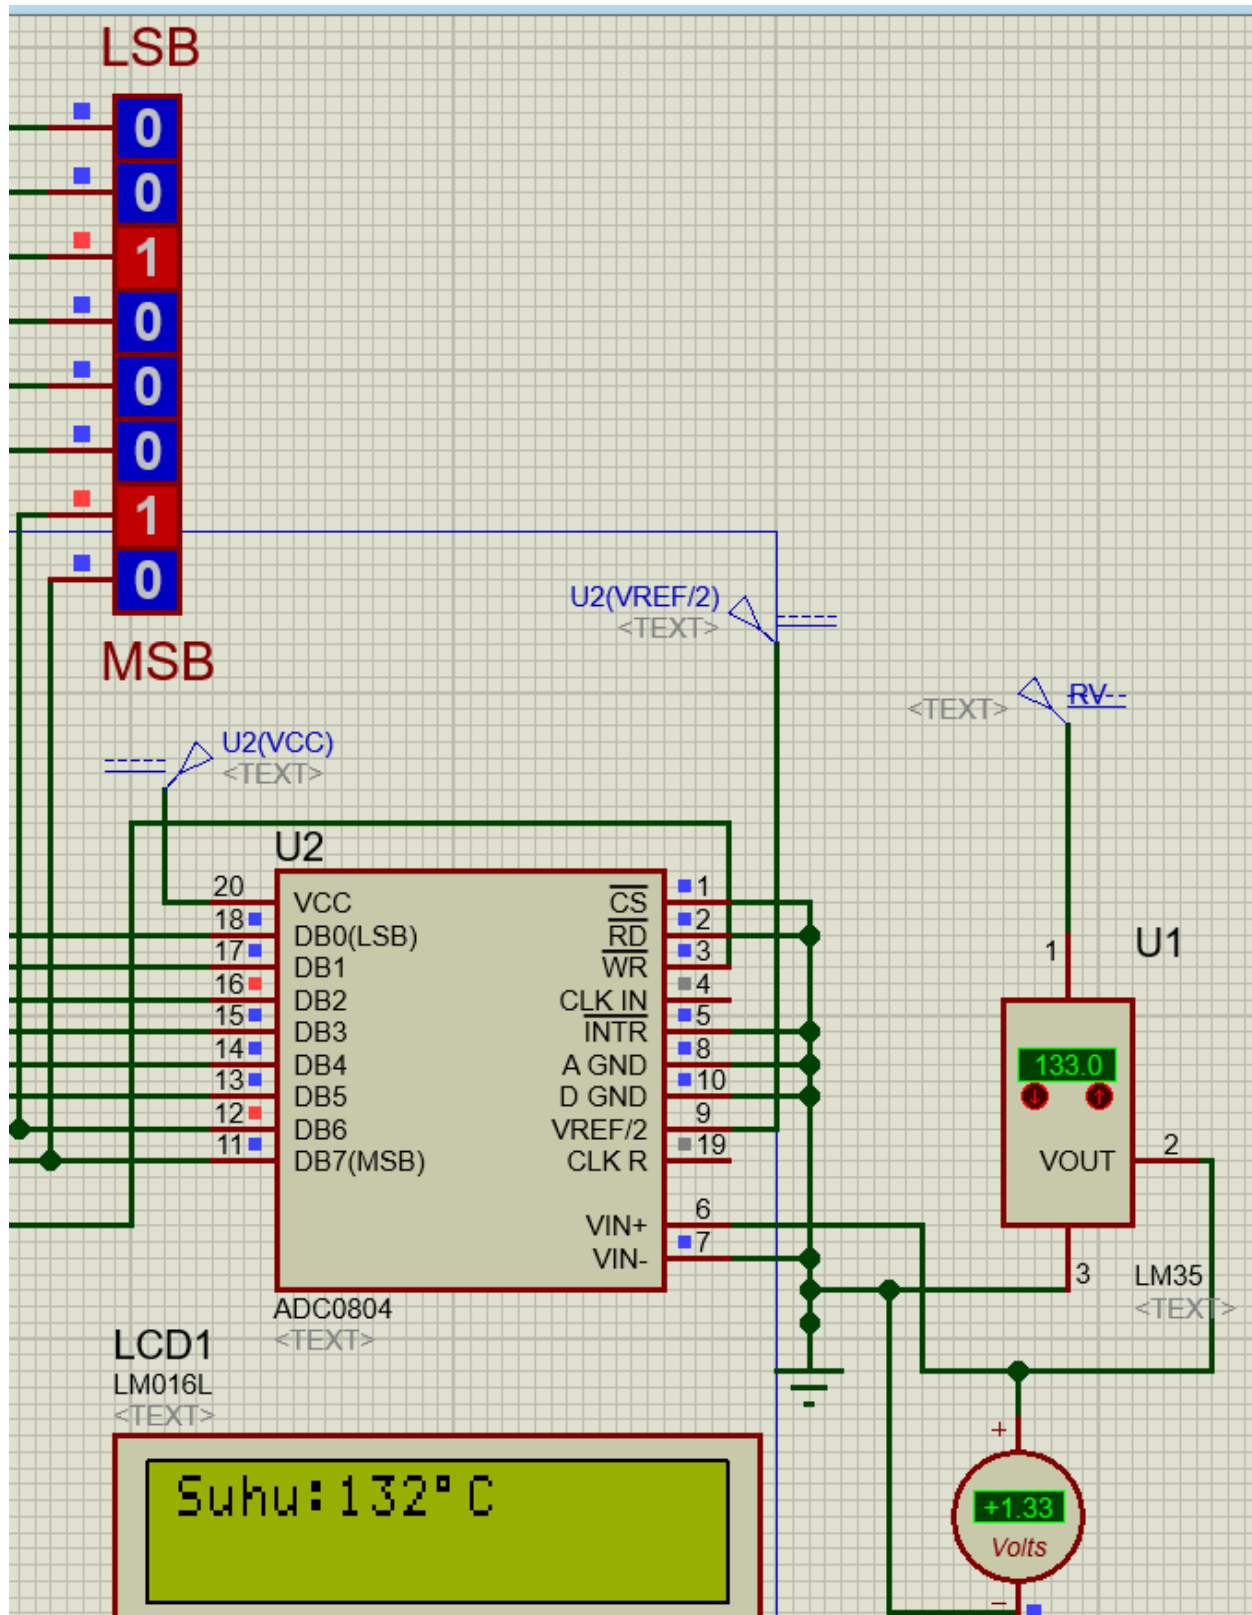 LSB
0
0
1
0
0
0
1
0
MSB
U2(VREF/2)
<TEXT>
<TEXT>
RV
U2(VCC)
<TEXT>
U2
20 VCC
18 DB0(LSB)
17 DB1
16 DB2
15 DB3
14 DB4
13 DB5
12 DB6
11 DB7(MSB)
CS 1
RD 2
WR 3
CLK IN 4
INTR 5
A GND 8
D GND 10
VREF/2 9
CLK R 19
VIN+ 6
VIN- 7
ADC0804
<TEXT>
U1
1
133.0
VOUT 2
3
LM35
<TEXT>
LCD1
LM016L
<TEXT>
Suhu:132°C
+
+1.33
Volts
−